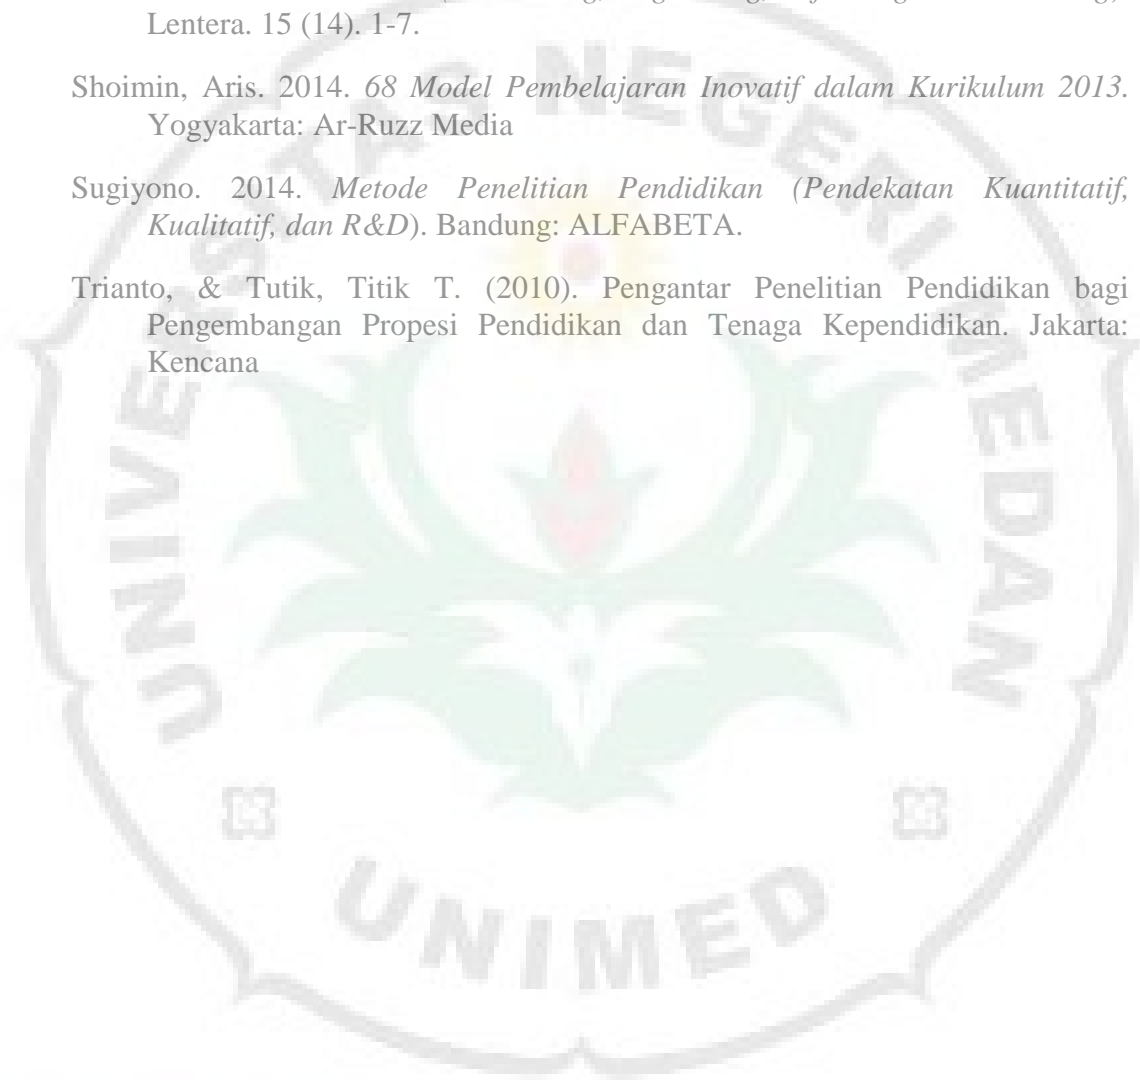 Lentera. 15 (14). 1-7.
Shoimin, Aris. 2014. 68 Model Pembelajaran Inovatif dalam Kurikulum 2013.
Yogyakarta: Ar-Ruzz Media
Sugiyono. 2014. Metode Penelitian Pendidikan (Pendekatan Kuantitatif,
Kualitatif, dan R&D). Bandung: ALFABETA.
Trianto, & Tutik, Titik T. (2010). Pengantar Penelitian Pendidikan bagi
Pengembangan Propesi Pendidikan dan Tenaga Kependidikan. Jakarta:
Kencana
UNIVERSITAS NEGERI MEDAN
UNIMED